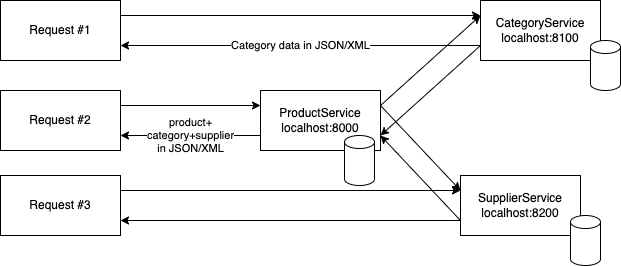 Request #1
Category data in JSON/XML
CategoryService
localhost:8100
Request #2
product+
category+supplier
in JSON/XML
ProductService
localhost:8000
Request #3
SupplierService
localhost:8200